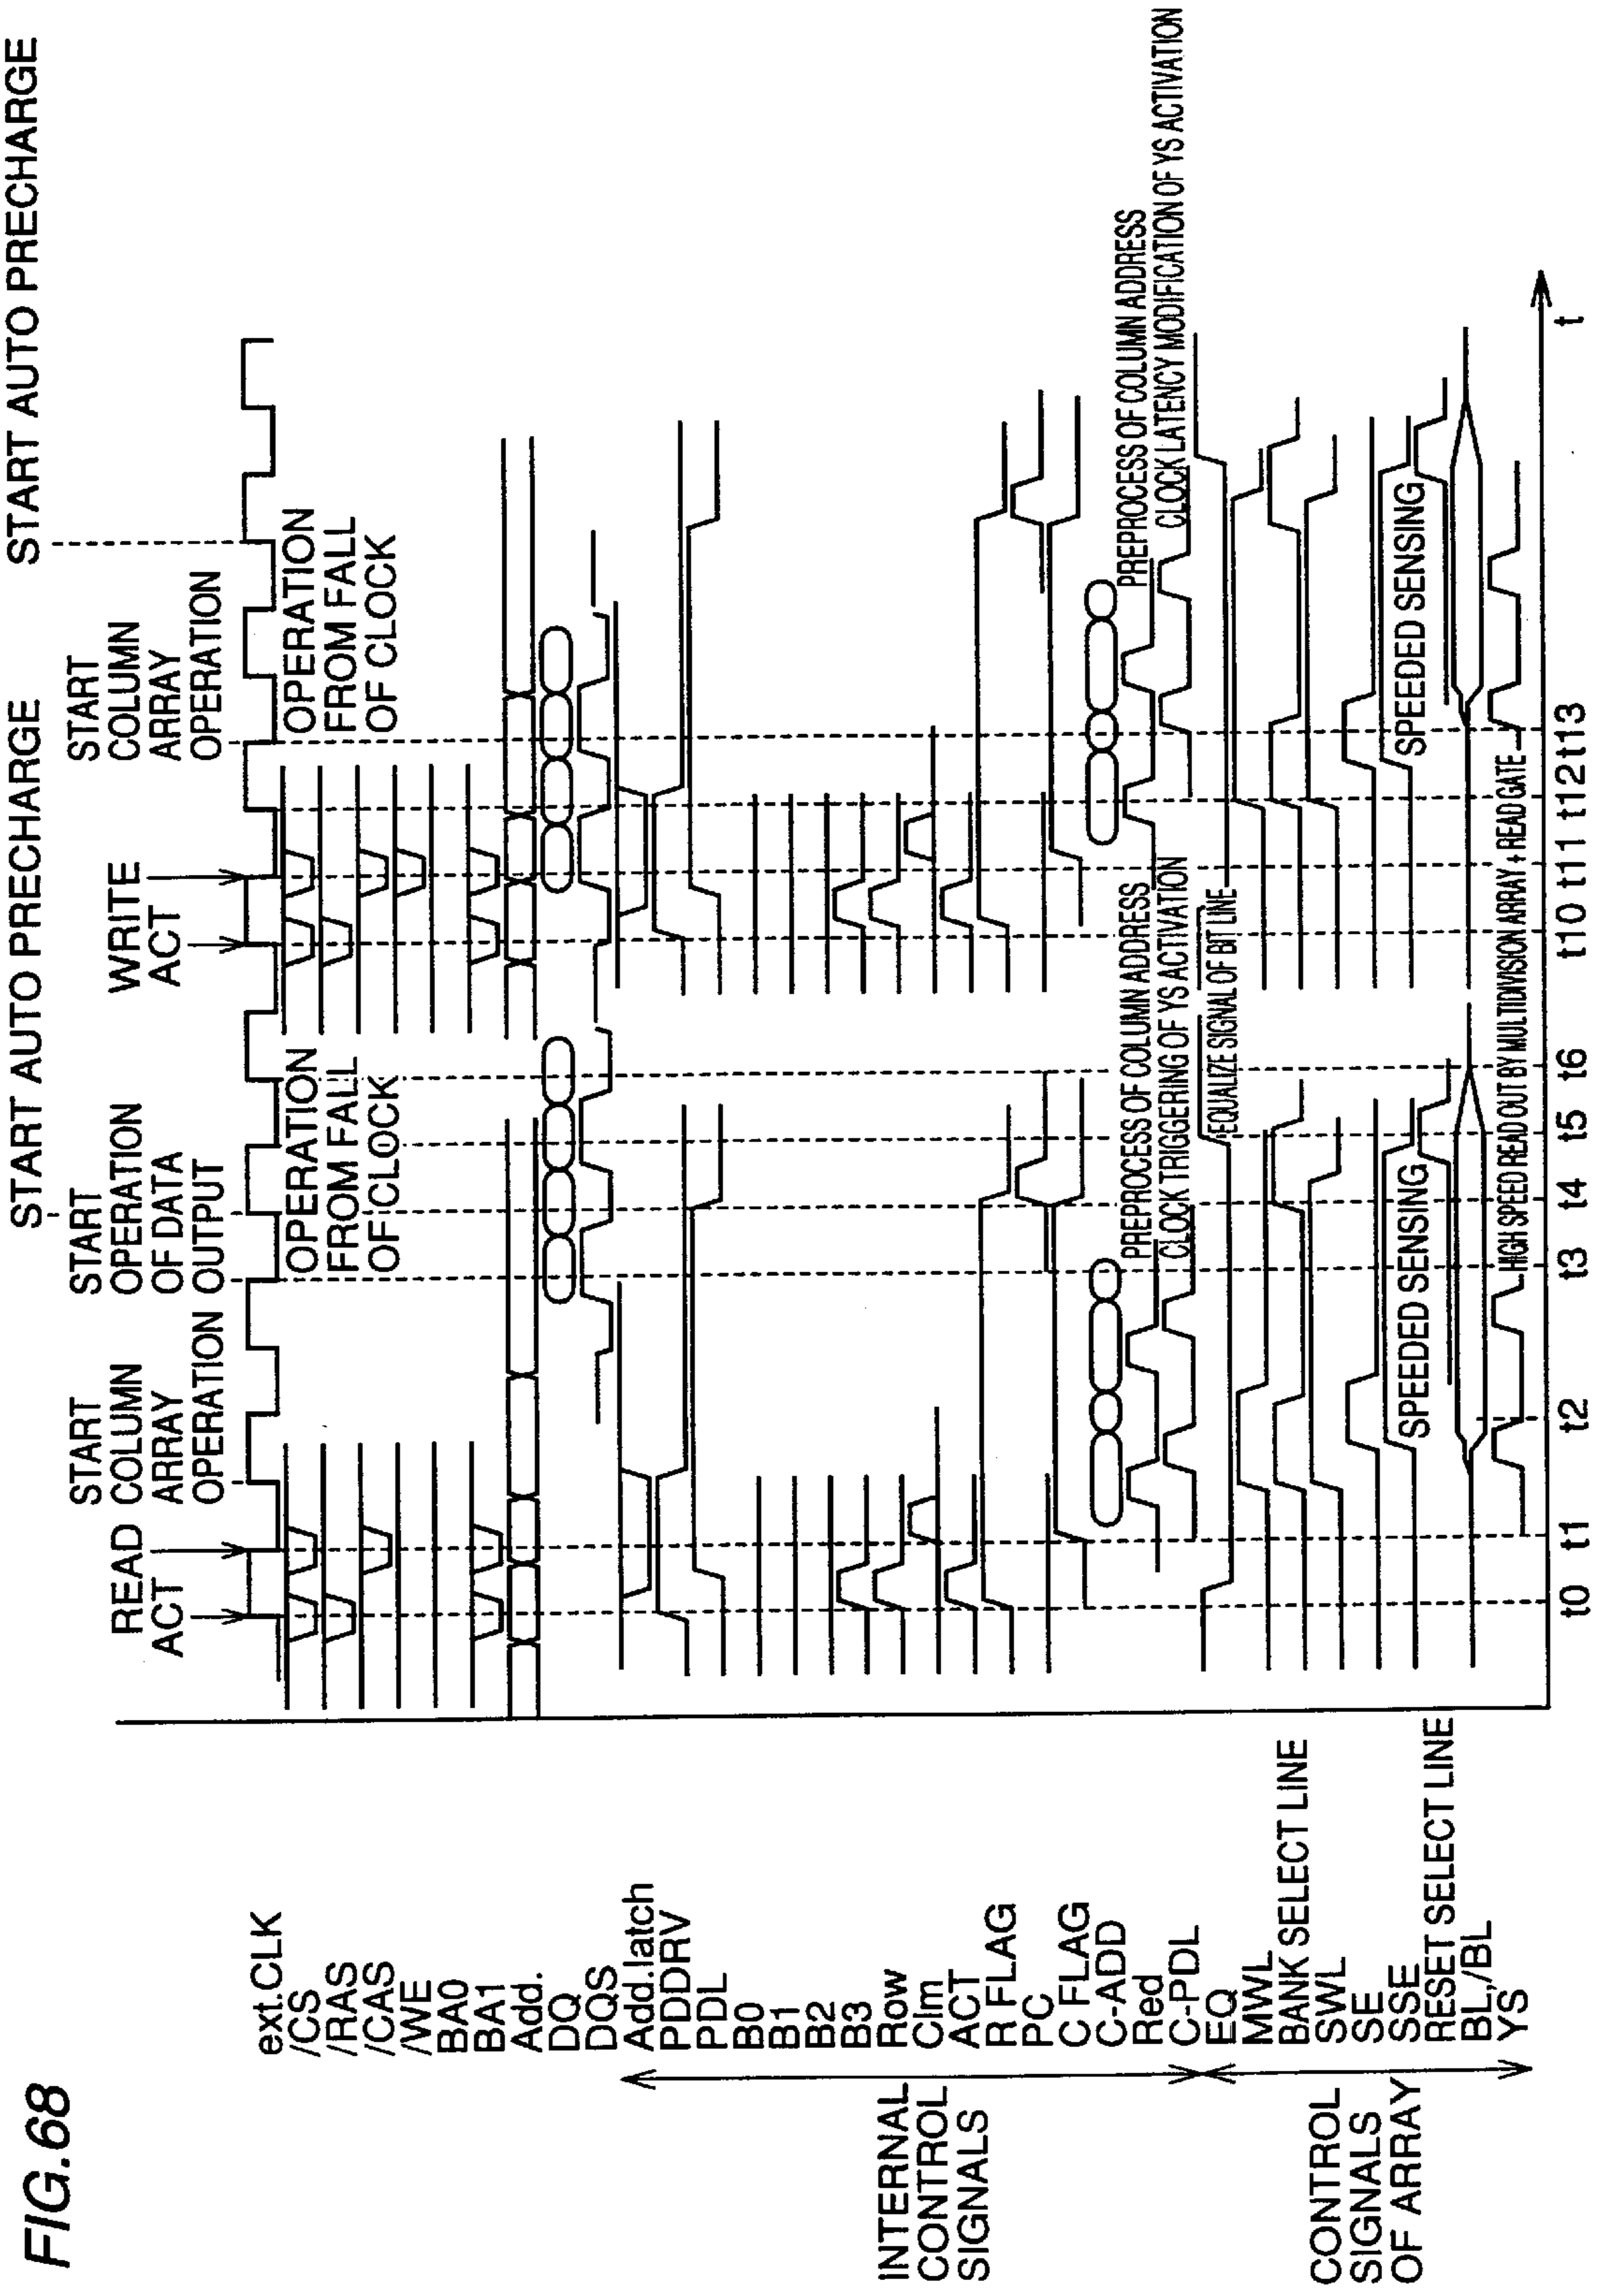 FIG.68
START AUTO PRECHARGE
START AUTO PRECHARGE
READ
ACT
START
COLUMN
ARRAY
OPERATION
START
OPERATION
OF DATA
OUTPUT
WRITE
ACT
START
COLUMN
ARRAY
OPERATION
OPERATION
FROM FALL
OF CLOCK
OPERATION
FROM FALL
OF CLOCK
ext.CLK
/CS
/RAS
/CAS
/WE
BA0
BA1
Add.
DQ
DQS
INTERNAL
CONTROL
SIGNALS
Add.latch
PDDRV
PDL
B0
B1
B2
B3
Row
Clm
ACT
R FLAG
PC
C FLAG
C-ADD
Red
C-PDL
CONTROL
SIGNALS
OF ARRAY
EQ
MWL
BANK SELECT LINE
SWL
SE
SSE
RESET SELECT LINE
BL,/BL
YS
PREPROCESS OF COLUMN ADDRESS
CLOCK TRIGGERING OF YS ACTIVATION
EQUALIZE SIGNAL OF BIT LINE
PREPROCESS OF COLUMN ADDRESS
CLOCK LATENCY MODIFICATION OF YS ACTIVATION
SPEEDED SENSING
SPEEDED SENSING
HIGH SPEED READ OUT BY MULTIDIVISION ARRAY + READ GATE
t0 t1 t2 t3 t4 t5 t6 t10 t11 t12 t13 t